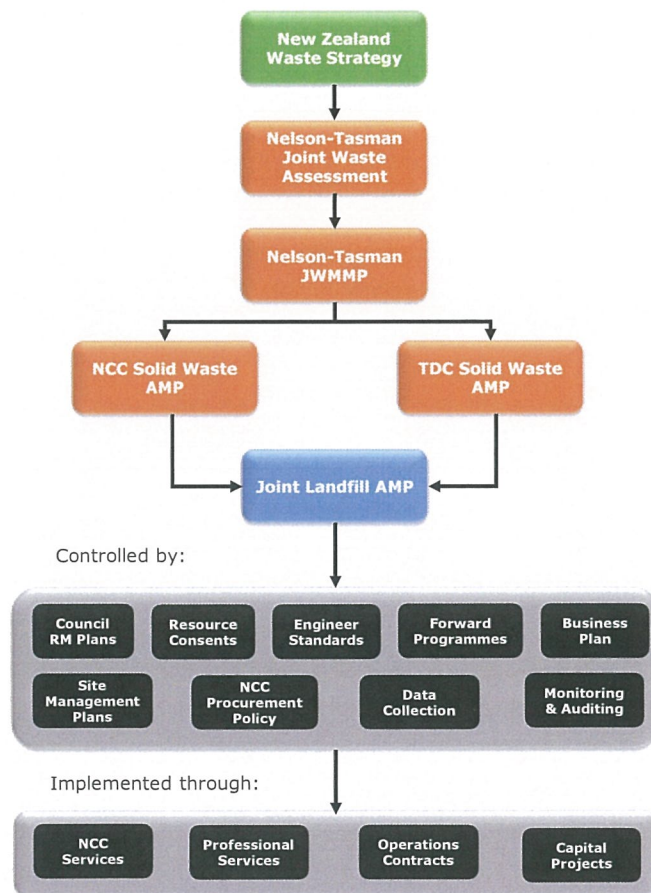 New Zealand
Waste Strategy
Nelson-Tasman
Joint Waste
Assessment
Nelson-Tasman
JWMMP
NCC Solid Waste
AMP
TDC Solid Waste
AMP
Joint Landfill AMP
Controlled by:
Council
RM Plans
Resource
Consents
Engineer
Standards
Forward
Programmes
Business
Plan
Site
Management
Plans
NCC
Procurement
Policy
Data
Collection
Monitoring
& Auditing
Implemented through:
NCC
Services
Professional
Services
Operations
Contracts
Capital
Projects